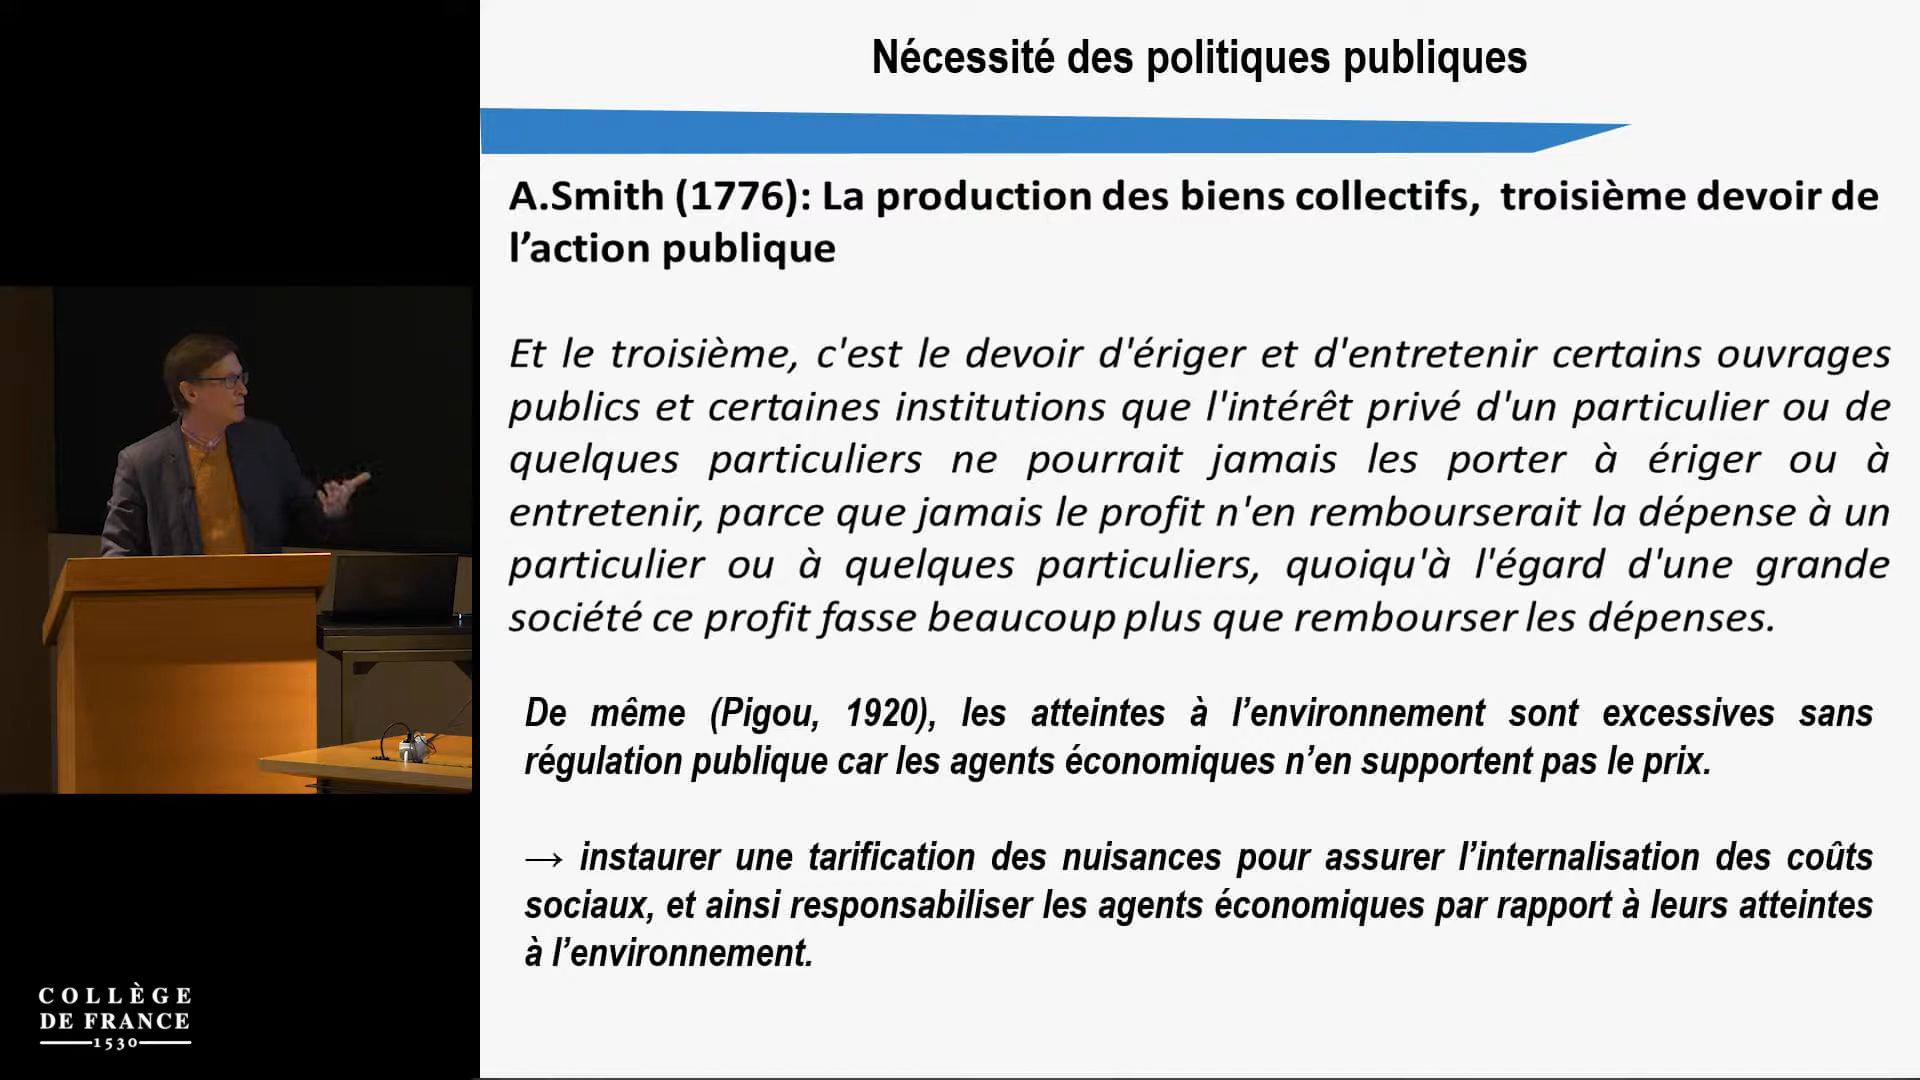 Nécessité des politiques publiques
A.Smith (1776): La production des biens collectifs, troisième devoir de
l’action publique
Et le troisième, c'est le devoir d'ériger et d'entretenir certains ouvrages
publics et certaines institutions que l'intérêt privé d'un particulier ou de
quelques particuliers ne pourrait jamais les porter à ériger ou à
entretenir, parce que jamais le profit n'en rembourserait la dépense à un
particulier ou à quelques particuliers, quoiqu'à l'égard d'une grande
société ce profit fasse beaucoup plus que rembourser les dépenses.
De même (Pigou, 1920), les atteintes à l’environnement sont excessives sans
régulation publique car les agents économiques n’en supportent pas le prix.
→ instaurer une tarification des nuisances pour assurer l’internalisation des coûts
sociaux, et ainsi responsabiliser les agents économiques par rapport à leurs atteintes
à l’environnement.
COLLÈGE
DE FRANCE
1530